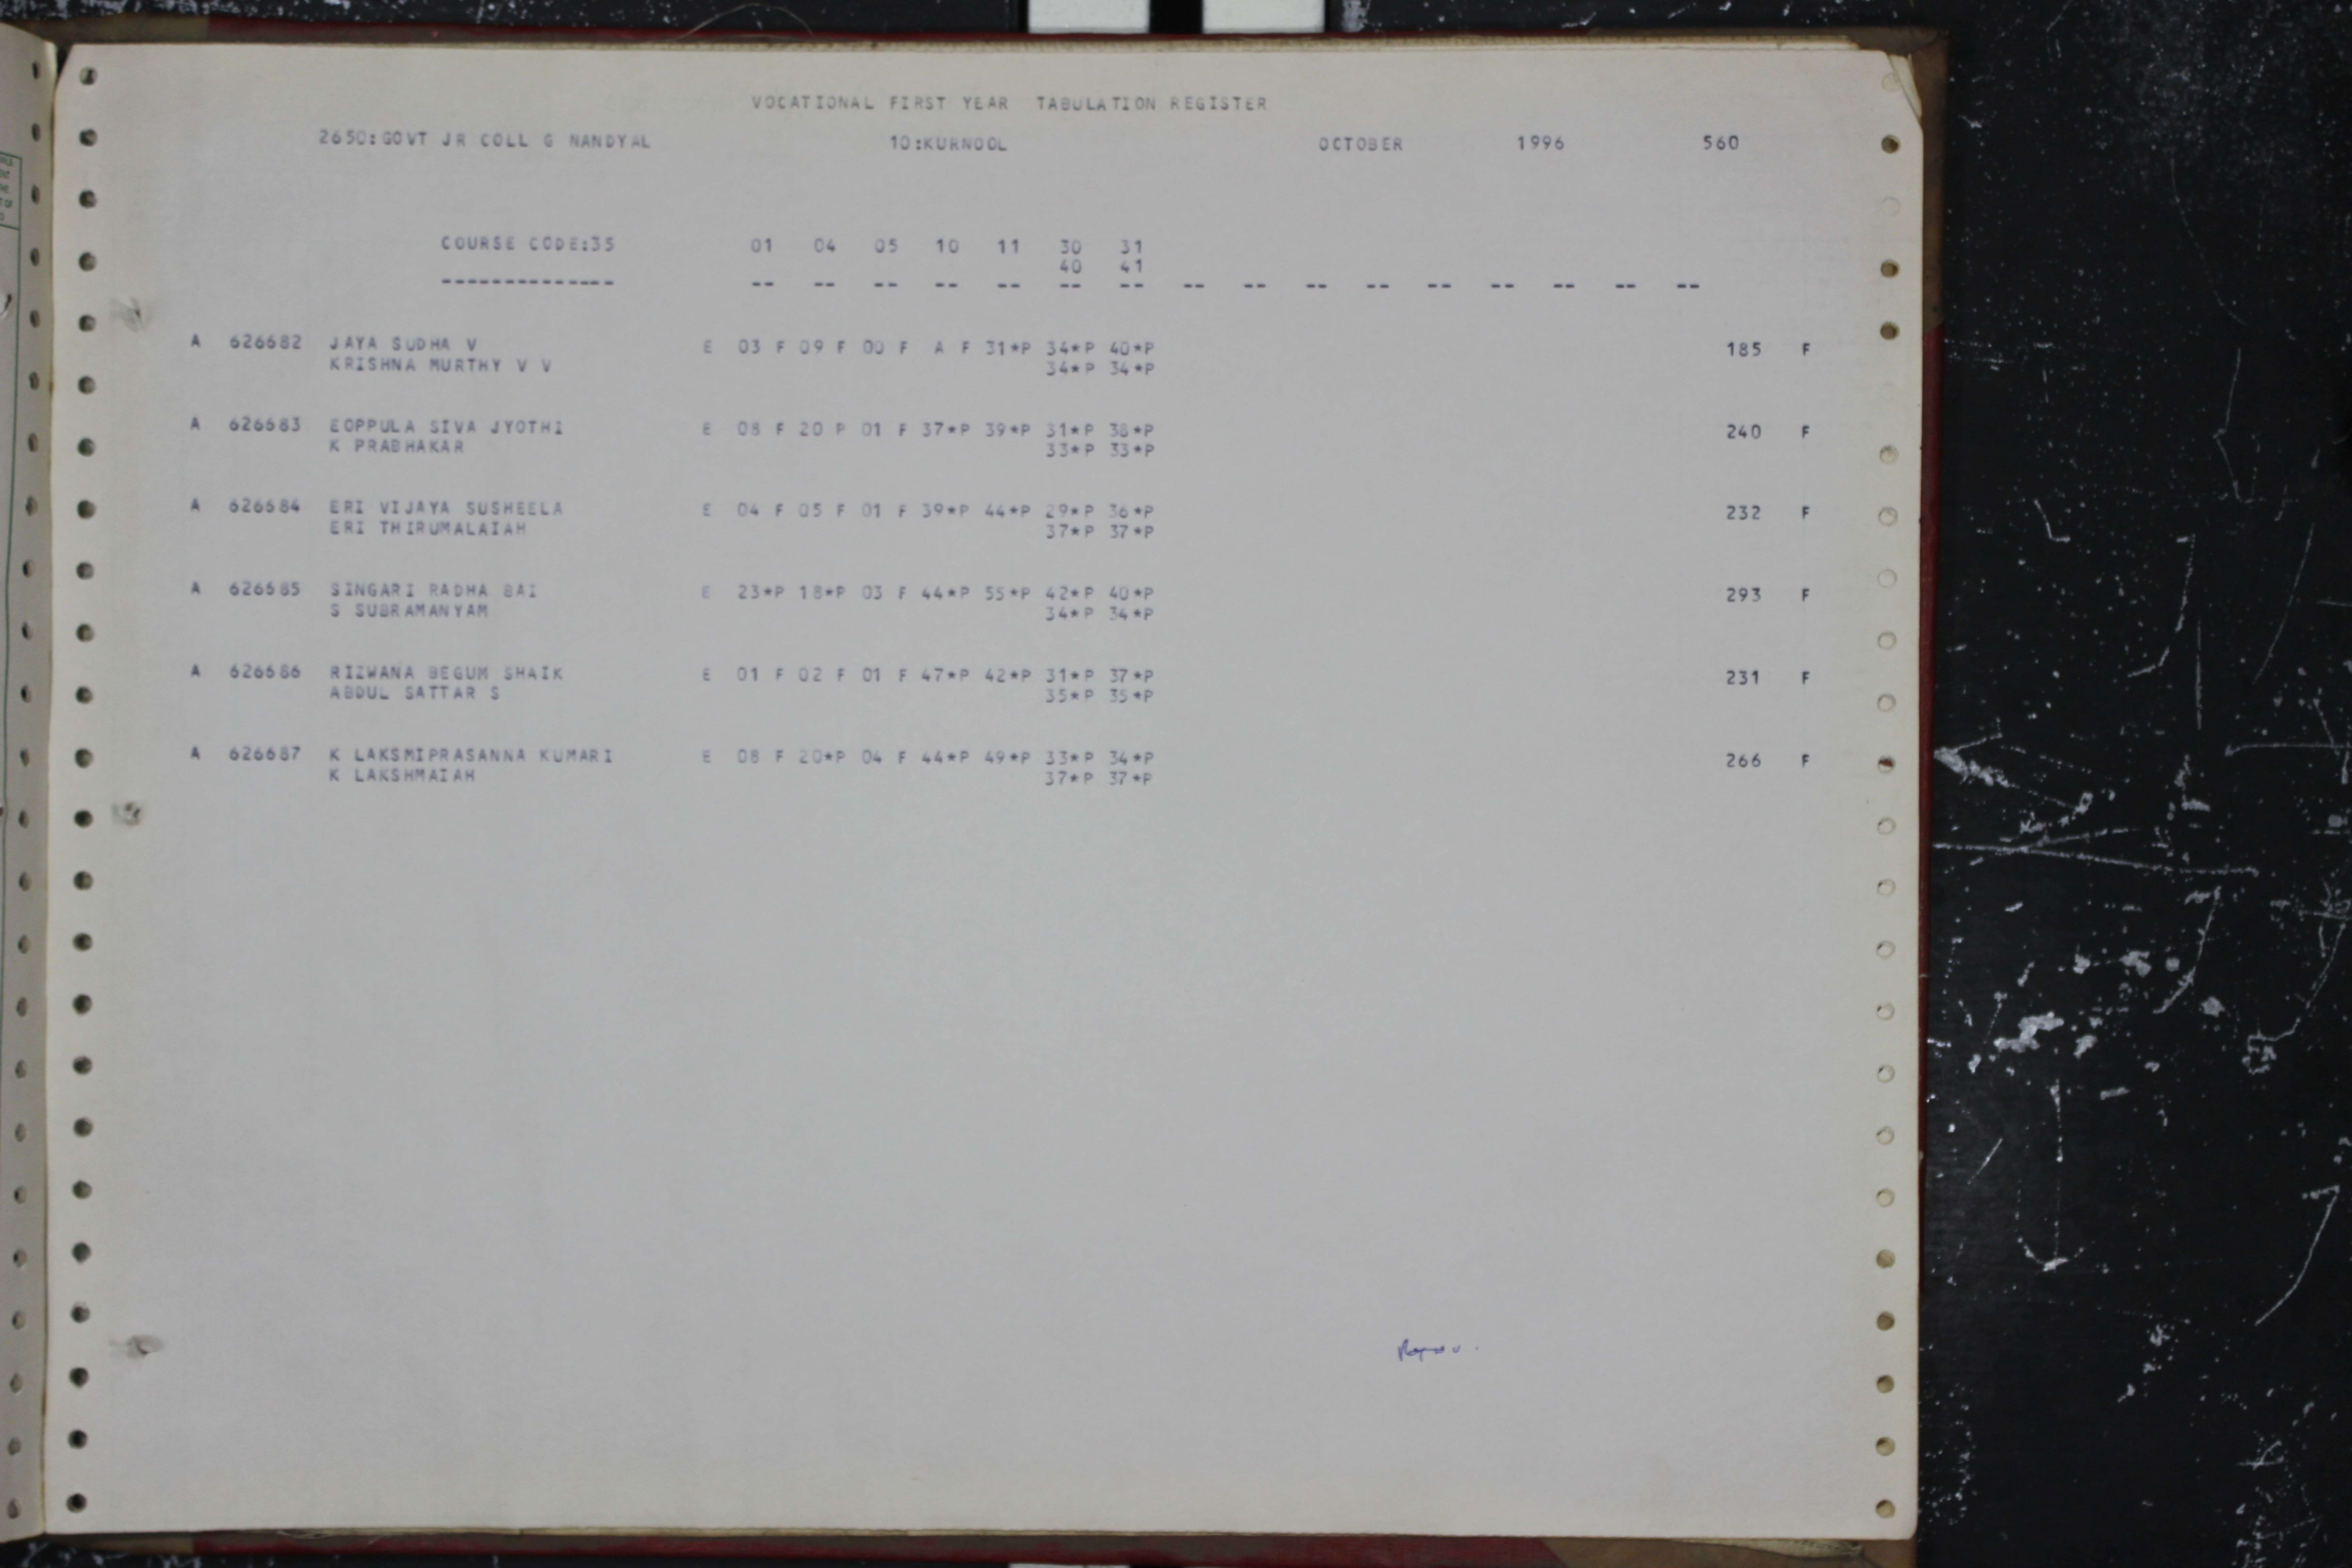 VOCATIONAL FIRST YEAR TABULATION REGISTER
2650:GOVT JR COLL G NANDYAL 10:KURNOOL OCTOBER 1996 560
COURSE CODE:35 01 04 05 10 11 30 31
40 41
-------------- -- -- -- -- -- -- -- -- -- -- -- -- -- -- -- --
A 626682 JAYA SUDHA V E 03 F 09 F 00 F A F 31*P 34*P 40*P 185 F
KRISHNA MURTHY V V 34*P 34*P
A 626683 EOPPULA SIVA JYOTHI E 08 F 20 P 01 F 37*P 39*P 31*P 38*P 240 F
K PRABHAKAR 33*P 33*P
A 626684 ERI VIJAYA SUSHEELA E 04 F 05 F 01 F 39*P 44*P 29*P 36*P 232 F
ERI THIRUMALAIAH 37*P 37*P
A 626685 SINGARI RADHA BAI E 23*P 18*P 03 F 44*P 55*P 42*P 40*P 293 F
S SUBRAMANYAM 34*P 34*P
A 626686 RIZWANA BEGUM SHAIK E 01 F 02 F 01 F 47*P 42*P 31*P 37*P 231 F
ABDUL SATTAR S 35*P 35*P
A 626687 K LAKSMIPRASANNA KUMARI E 08 F 20*P 04 F 44*P 49*P 33*P 34*P 266 F
K LAKSHMAIAH 37*P 37*P